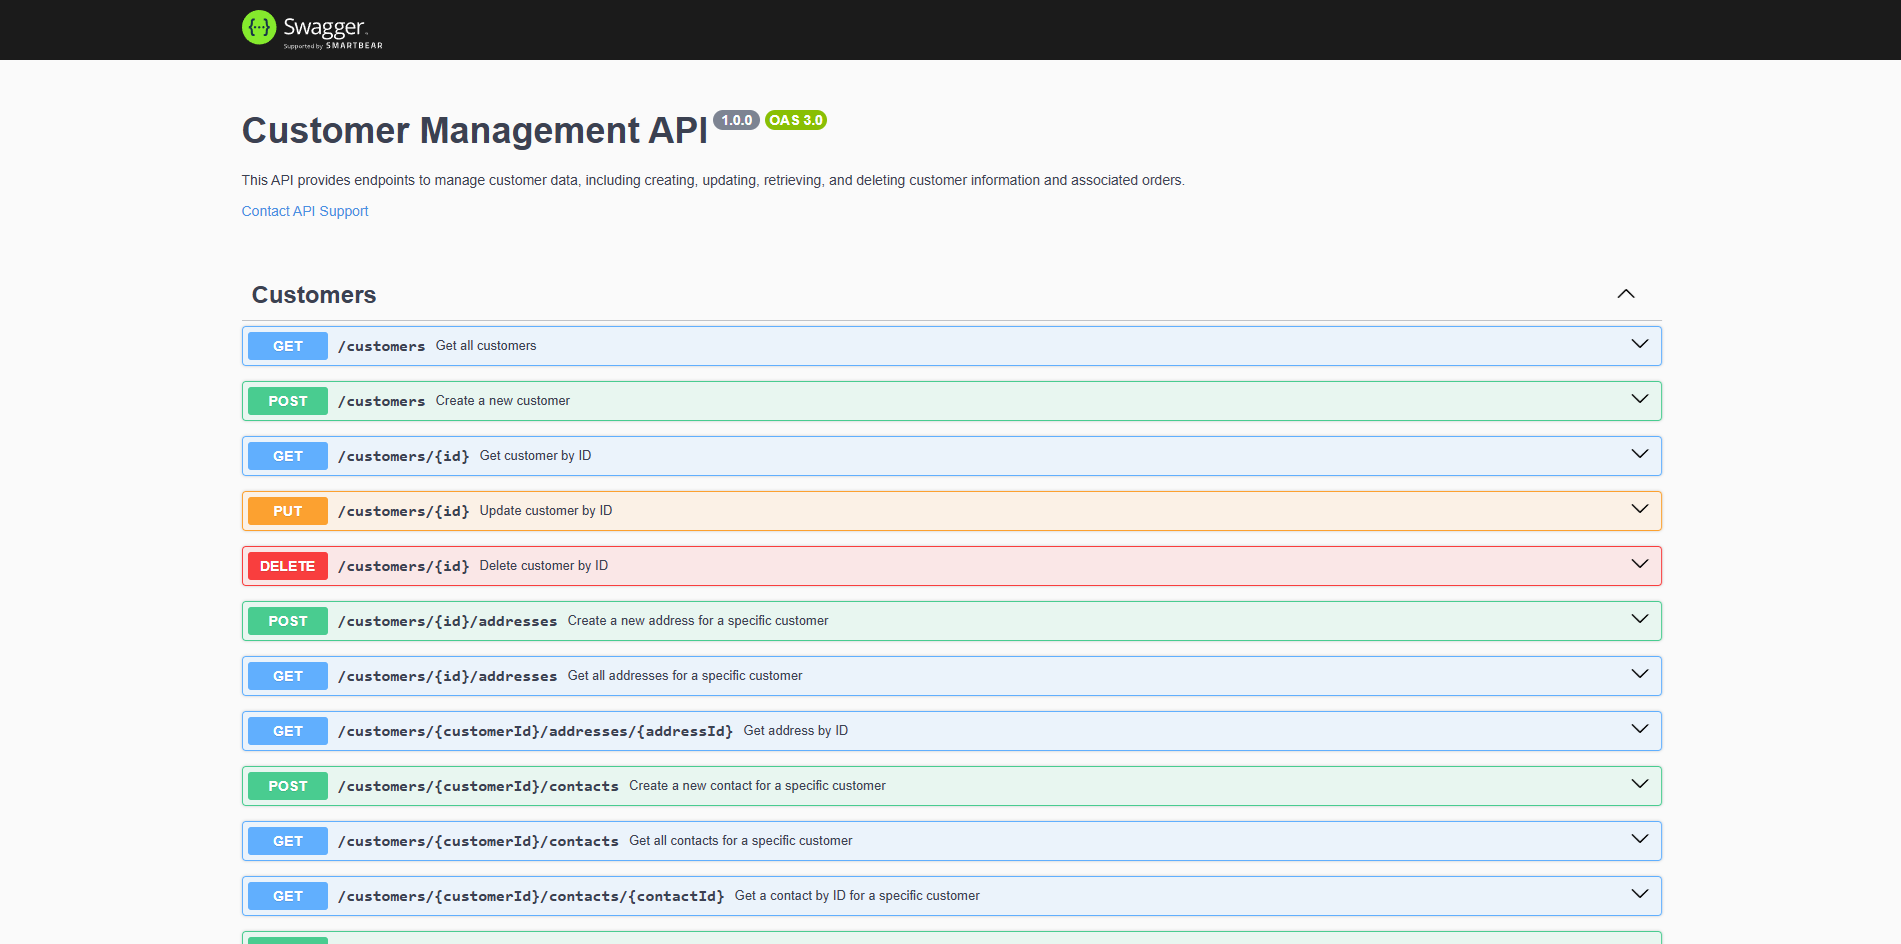 Swagger
Supported by SMARTBEAR
Customer Management API 1.0.0 OAS 3.0
This API provides endpoints to manage customer data, including creating, updating, retrieving, and deleting customer information and associated orders.
Contact API Support
Customers
GET /customers Get all customers
POST /customers Create a new customer
GET /customers/{id} Get customer by ID
PUT /customers/{id} Update customer by ID
DELETE /customers/{id} Delete customer by ID
POST /customers/{id}/addresses Create a new address for a specific customer
GET /customers/{id}/addresses Get all addresses for a specific customer
GET /customers/{customerId}/addresses/{addressId} Get address by ID
POST /customers/{customerId}/contacts Create a new contact for a specific customer
GET /customers/{customerId}/contacts Get all contacts for a specific customer
GET /customers/{customerId}/contacts/{contactId} Get a contact by ID for a specific customer